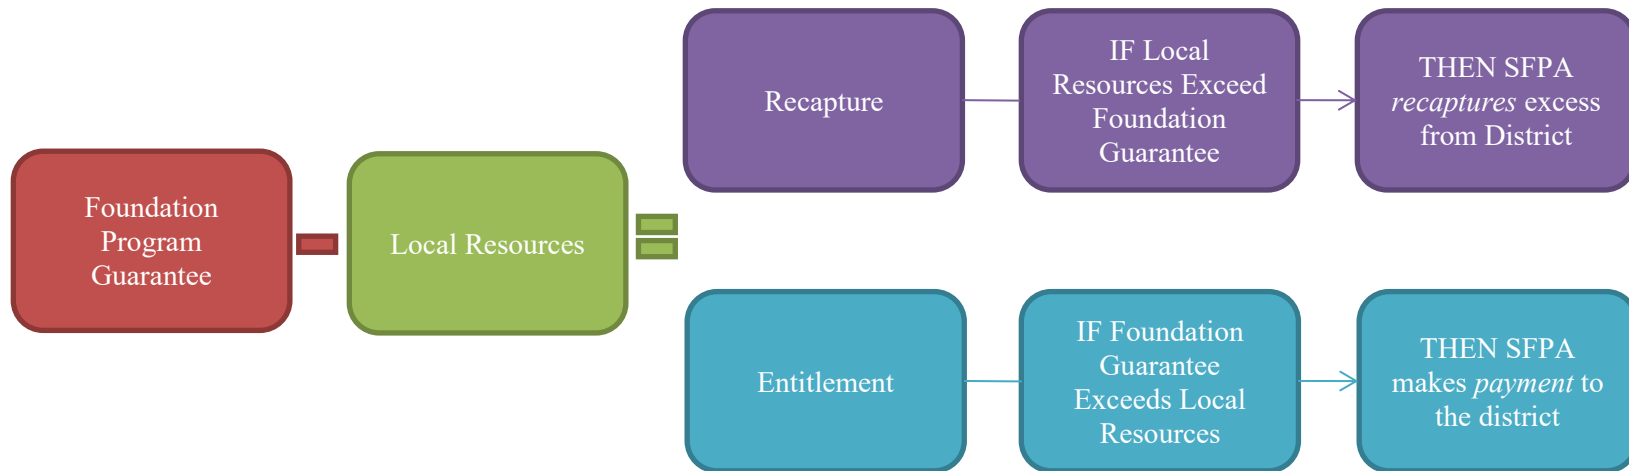 Foundation
Program
Guarantee
Local Resources
Recapture
IF Local
Resources Exceed
Foundation
Guarantee
THEN SFPA
recaptures excess
from District
Entitlement
IF Foundation
Guarantee
Exceeds Local
Resources
THEN SFPA
makes payment to
the district